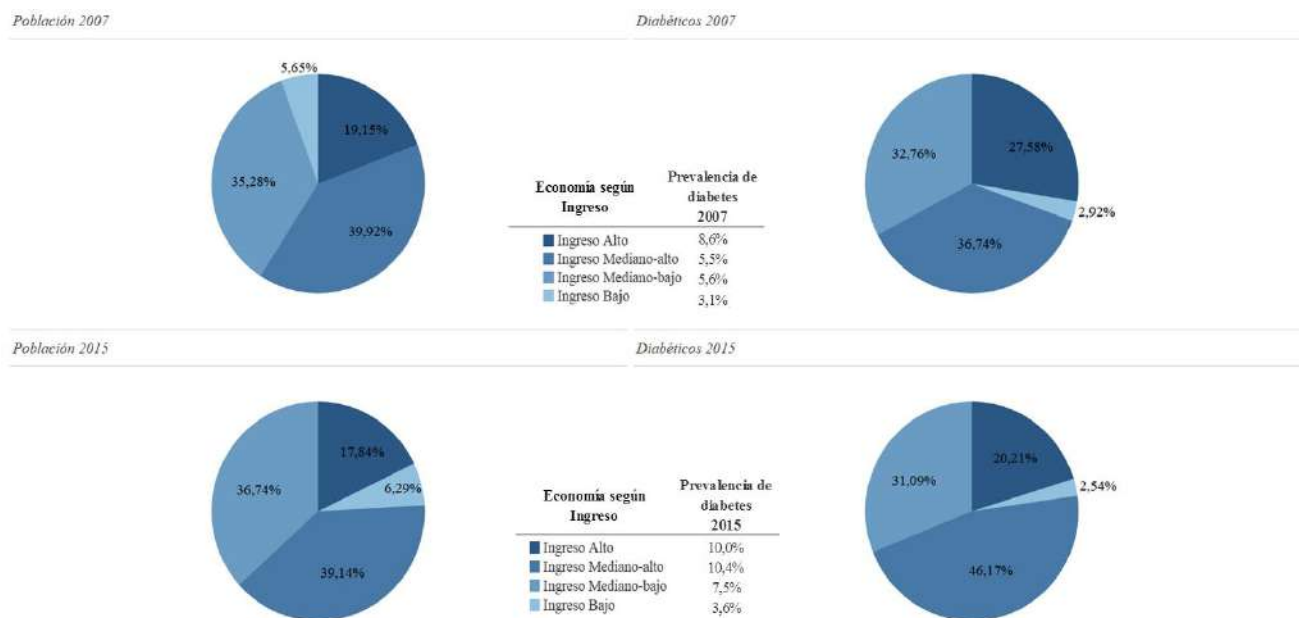 Población 2007
Diabéticos 2007
5,65%
19,15%
35,28%
39,92%
Economía según
Ingreso
Prevalencia de
diabetes
2007
Ingreso Alto 8,6%
Ingreso Mediano-alto 5,5%
Ingreso Mediano-bajo 5,6%
Ingreso Bajo 3,1%
27,58%
32,76%
2,92%
36,74%
Población 2015
Diabéticos 2015
17,84%
36,74%
6,29%
39,14%
Economía según
Ingreso
Prevalencia de
diabetes
2015
Ingreso Alto 10,0%
Ingreso Mediano-alto 10,4%
Ingreso Mediano-bajo 7,5%
Ingreso Bajo 3,6%
20,21%
31,09%
2,54%
46,17%